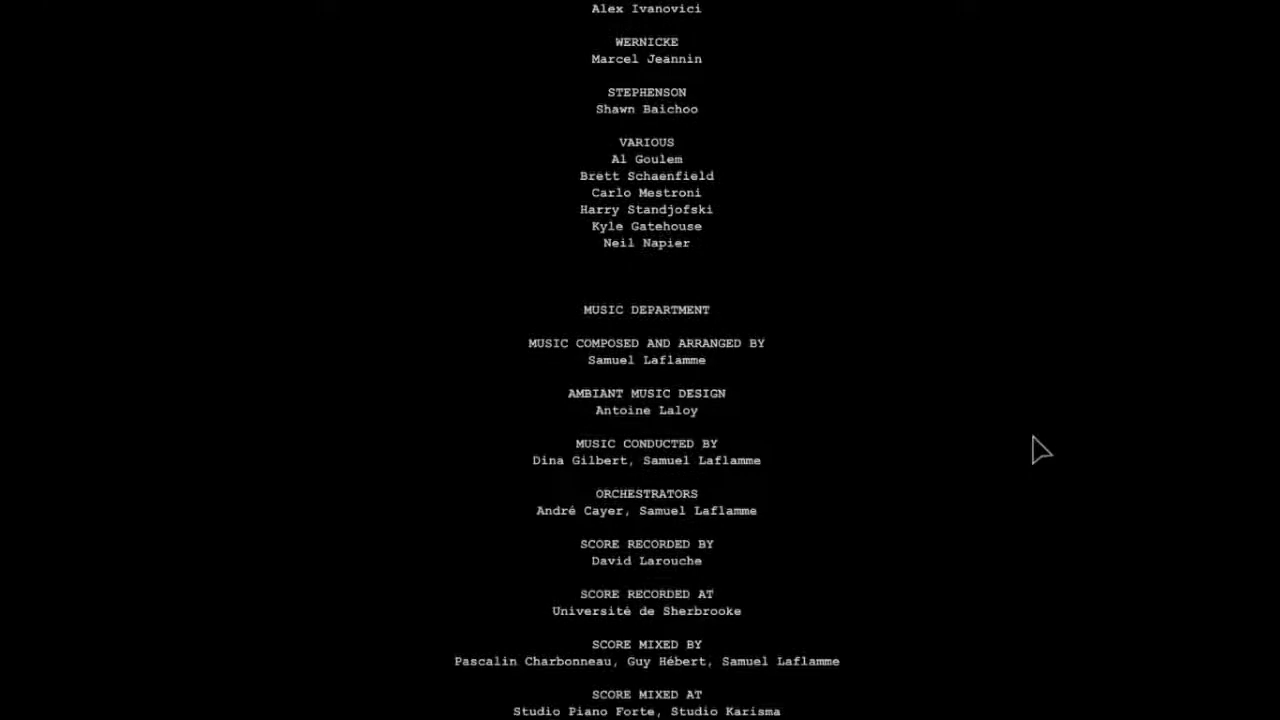 Alex Ivanovici
WERNICKE
Marcel Jeannin
STEPHENSON
Shawn Baichoo
VARIOUS
Al Goulem
Brett Schaenfield
Carlo Mestroni
Harry Standjofski
Kyle Gatehouse
Neil Napier
MUSIC DEPARTMENT
MUSIC COMPOSED AND ARRANGED BY
Samuel Laflamme
AMBIANT MUSIC DESIGN
Antoine Laloy
MUSIC CONDUCTED BY
Dina Gilbert, Samuel Laflamme
ORCHESTRATORS
André Cayer, Samuel Laflamme
SCORE RECORDED BY
David Larouche
SCORE RECORDED AT
Université de Sherbrooke
SCORE MIXED BY
Pascalin Charbonneau, Guy Hébert, Samuel Laflamme
SCORE MIXED AT
Studio Piano Forte, Studio Karisma